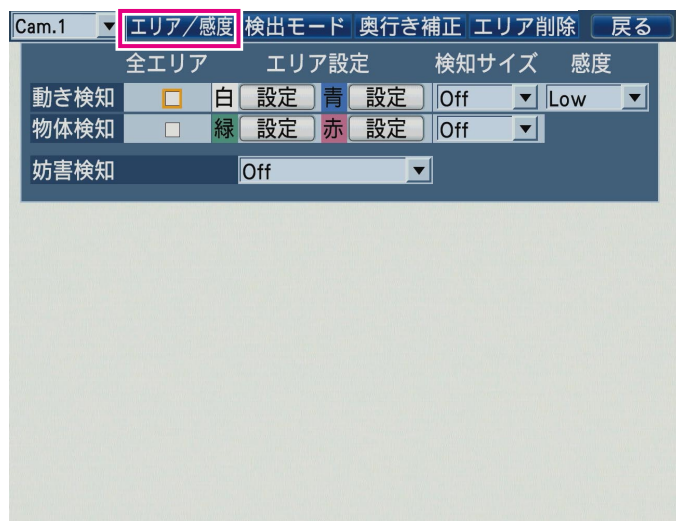 Cam.1 エリア／感度 検出モード 奥行き補正 エリア削除 戻る
全エリア エリア設定 検知サイズ 感度
動き検知 白 設定 青 設定 Off Low
物体検知 緑 設定 赤 設定 Off
妨害検知 Off